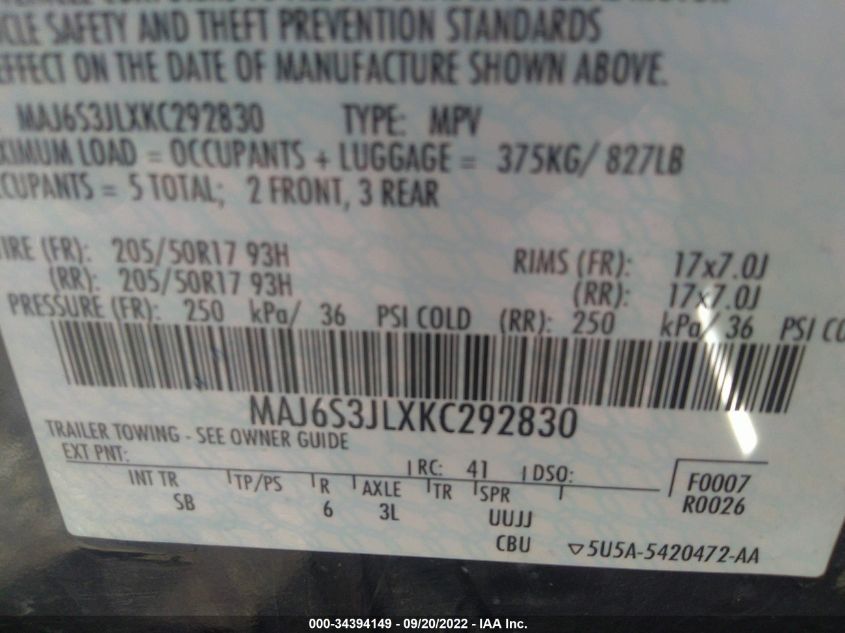 CLE SAFETY AND THEFT PREVENTION STANDARDS
EFFECT ON THE DATE OF MANUFACTURE SHOWN ABOVE.
MAJ6S3JLXKC292830 TYPE: MPV
XIMUM LOAD = OCCUPANTS + LUGGAGE = 375KG/ 827LB
CCUPANTS = 5 TOTAL; 2 FRONT, 3 REAR
IRE (FR): 205/50R17 93H RIMS (FR): 17x7.0J
(RR): 205/50R17 93H (RR): 17x7.0J
PRESSURE (FR): 250 kPa/ 36 PSI COLD (RR): 250 kPa/ 36 PSI CO
MAJ6S3JLXKC292830
TRAILER TOWING - SEE OWNER GUIDE
EXT PNT: RC: 41 DSO: F0007
INT TR TP/PS R AXLE TR SPR R0026
SB 6 3L UUJJ
CBU 5U5A-5420472-AA
000-34394149 - 09/20/2022 - IAA Inc.